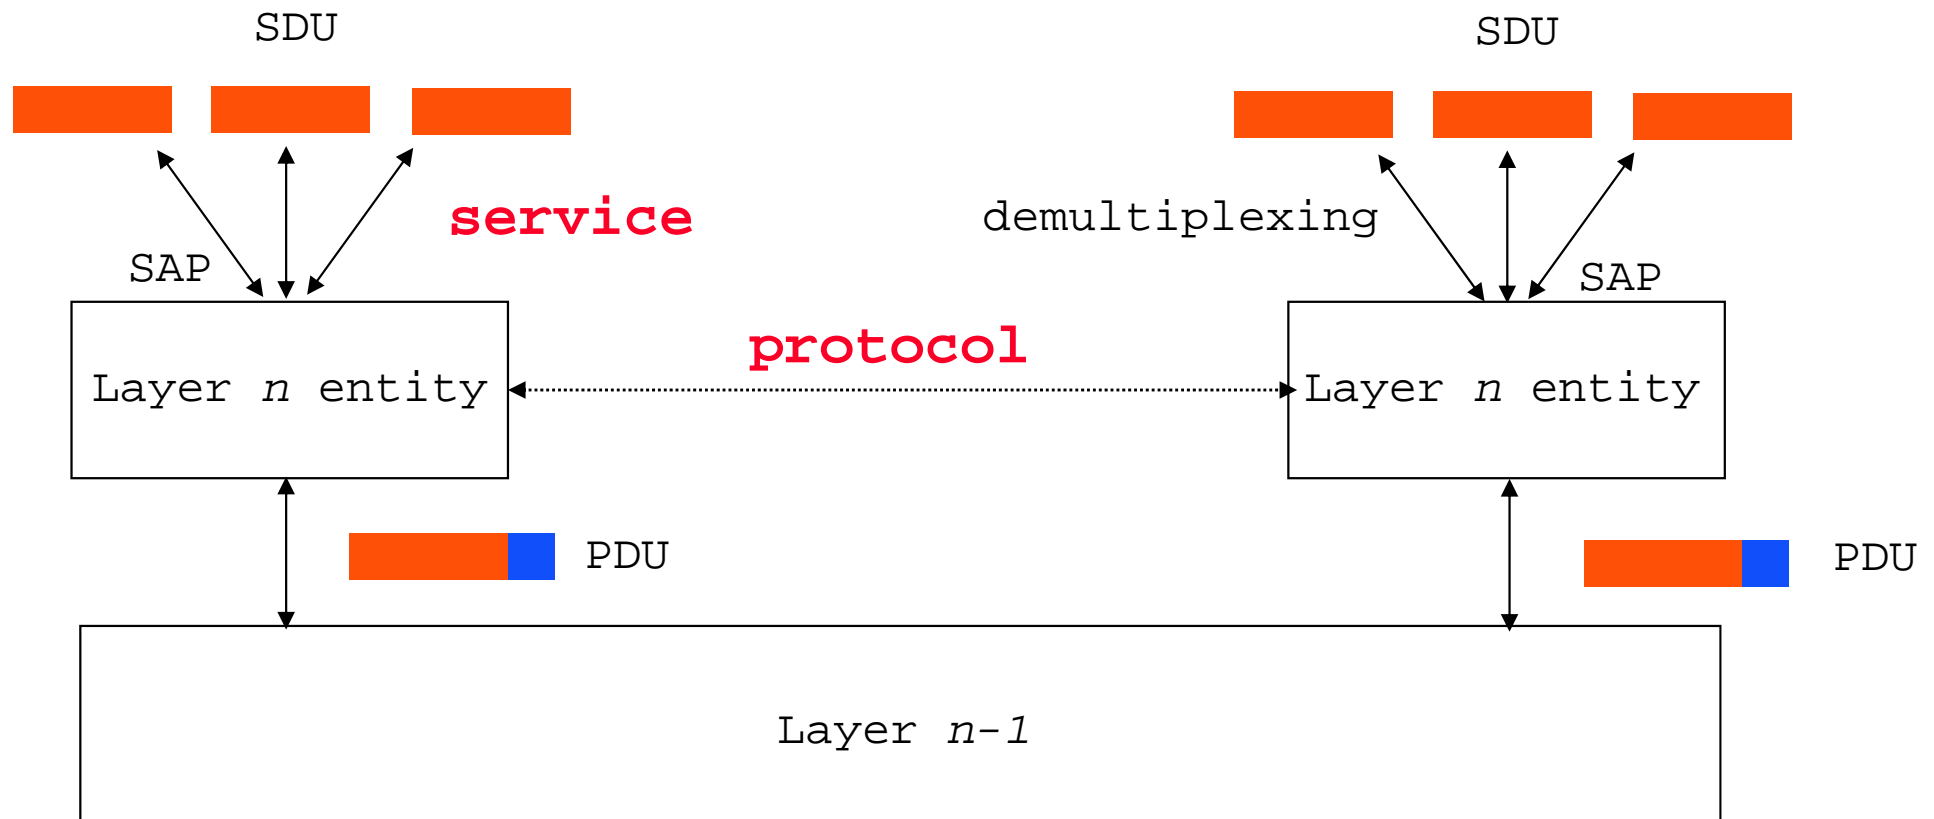 SDU
SDU
service
demultiplexing
SAP
SAP
protocol
Layer n entity
Layer n entity
PDU
PDU
Layer n-1